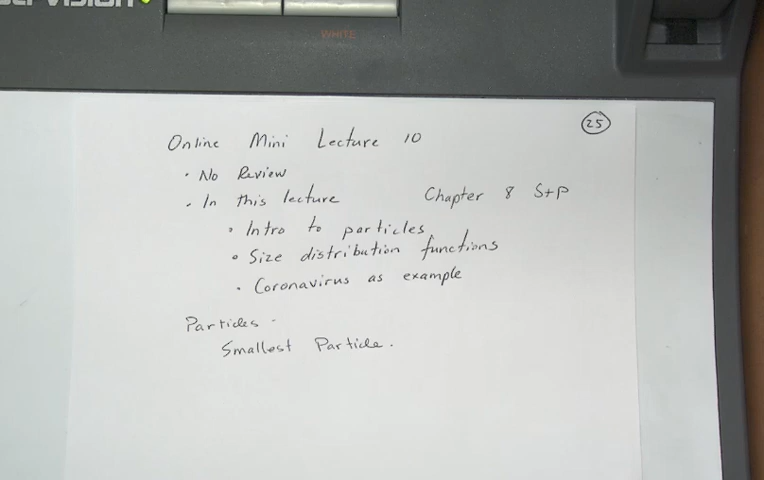 WHITE
25
Online Mini Lecture 10
· No Review
· In this lecture Chapter 8 S+P
· Intro to particles
· Size distribution functions
· Coronavirus as example
Particles -
Smallest Particle.